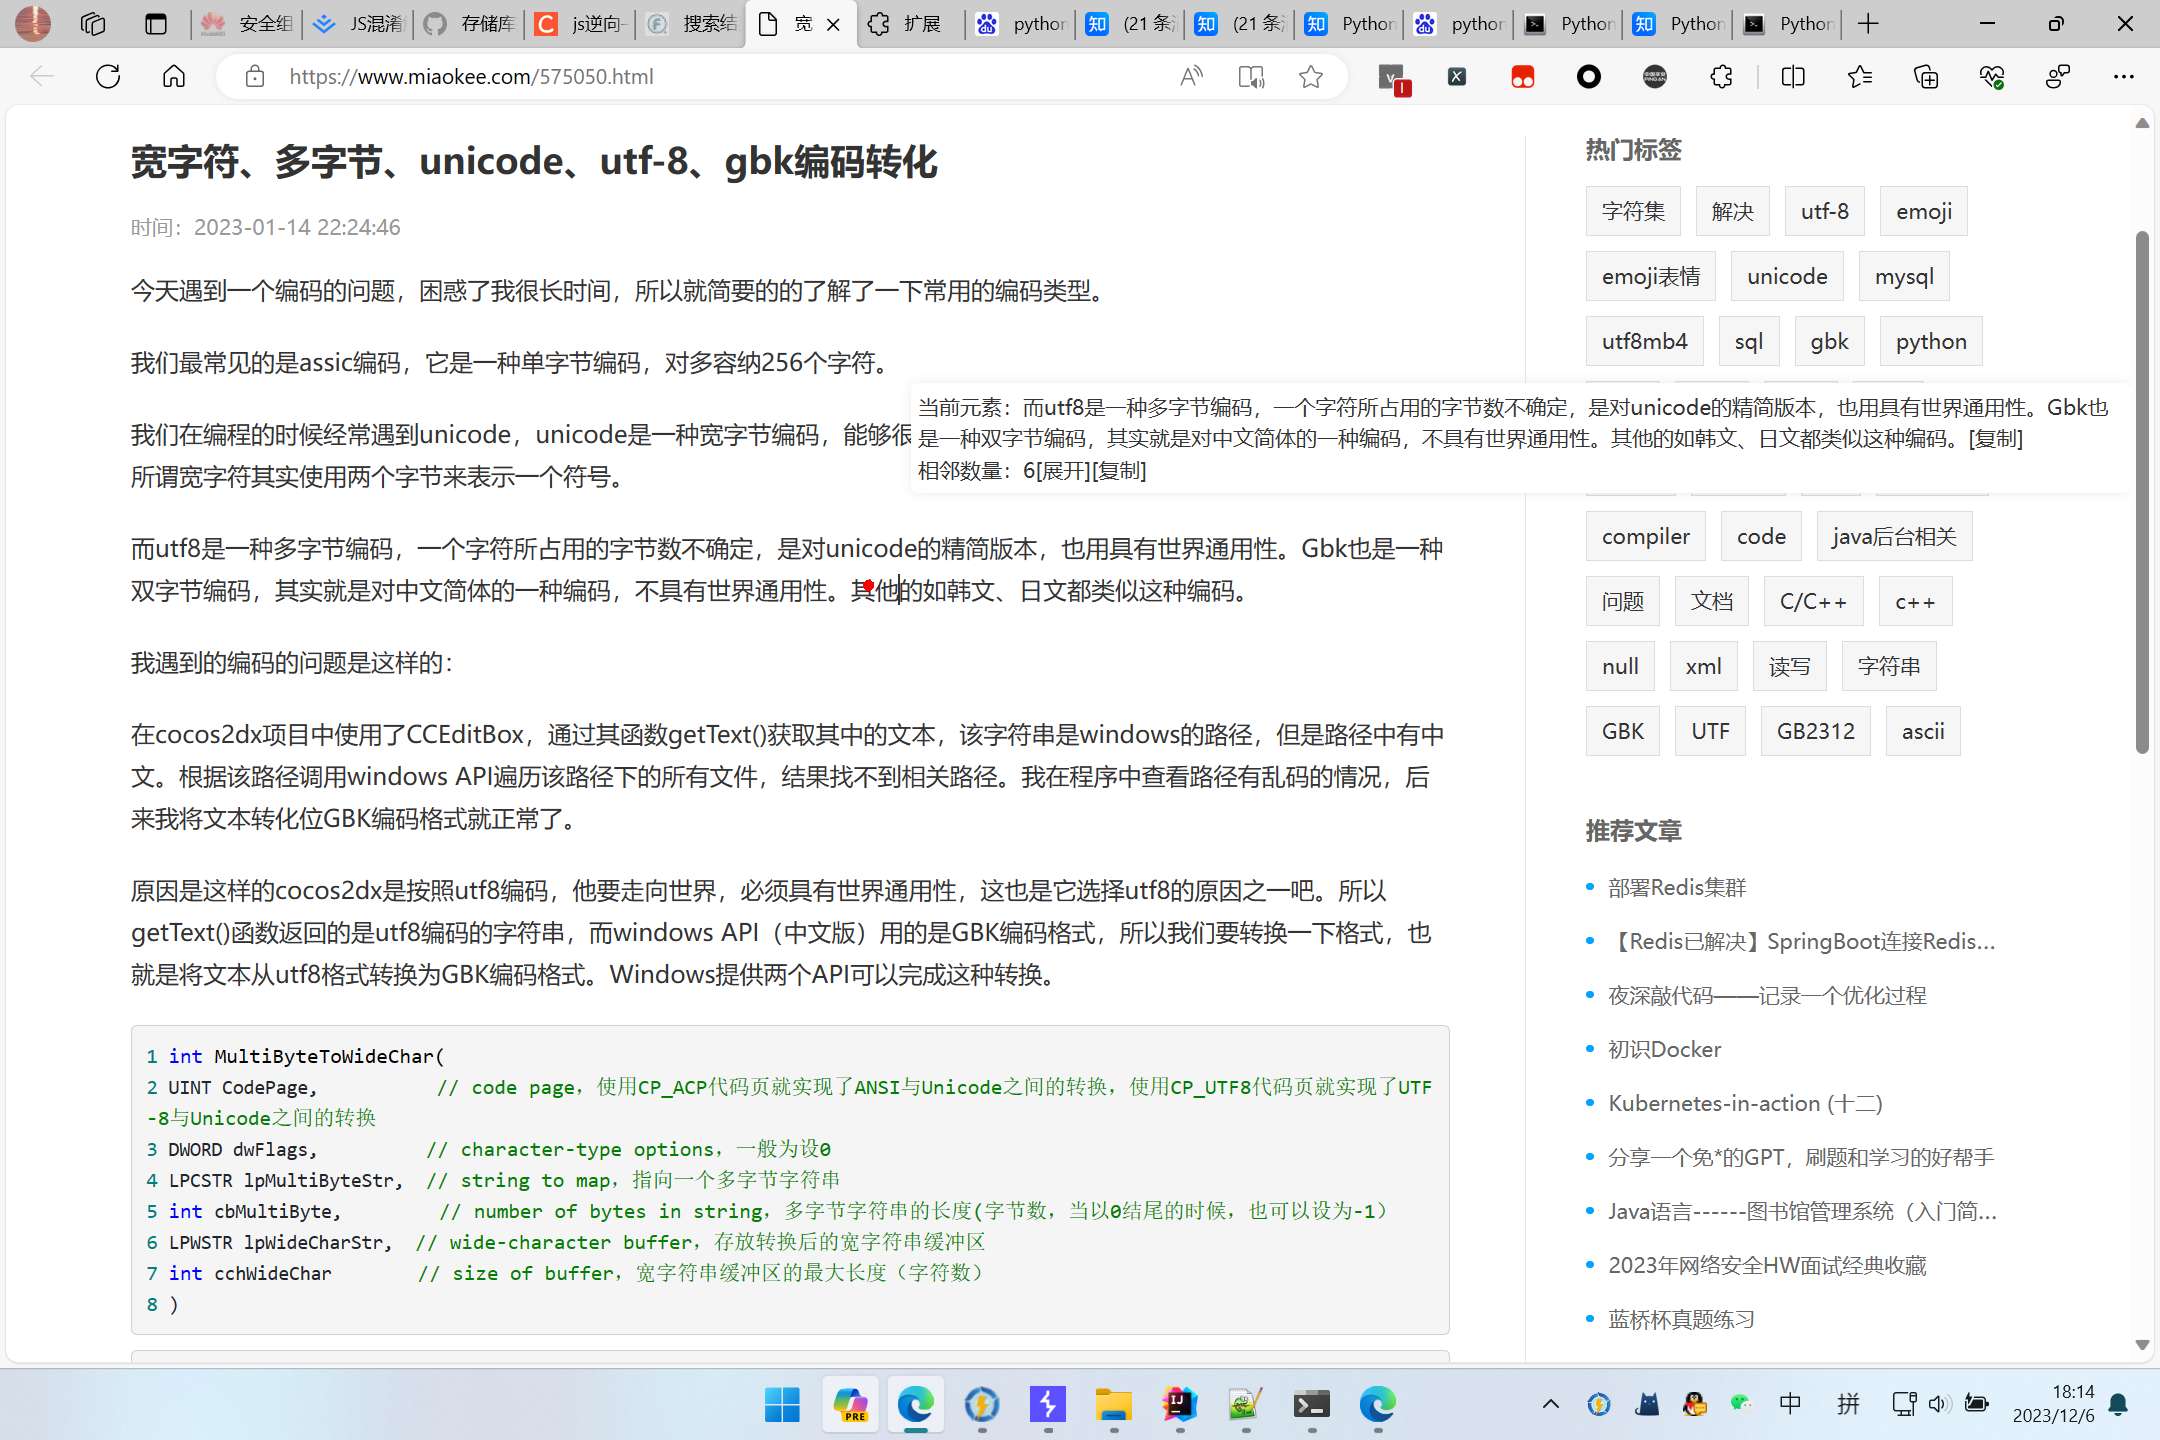 安全组
JS混淆
存储库
js逆向-
搜索结
宽
扩展
python
(21 条
(21 条
Python
python
Python
Python
Python
https://www.miaokee.com/575050.html
宽字符、多字节、unicode、utf-8、gbk编码转化
时间：2023-01-14 22:24:46
今天遇到一个编码的问题，困惑了我很长时间，所以就简要的的了解了一下常用的编码类型。
我们最常见的是assic编码，它是一种单字节编码，对多容纳256个字符。
我们在编程的时候经常遇到unicode，unicode是一种宽字节编码，能够很
所谓宽字符其实使用两个字节来表示一个符号。
当前元素：而utf8是一种多字节编码，一个字符所占用的字节数不确定，是对unicode的精简版本，也用具有世界通用性。Gbk也
是一种双字节编码，其实就是对中文简体的一种编码，不具有世界通用性。其他的如韩文、日文都类似这种编码。[复制]
相邻数量：6[展开][复制]
而utf8是一种多字节编码，一个字符所占用的字节数不确定，是对unicode的精简版本，也用具有世界通用性。Gbk也是一种
双字节编码，其实就是对中文简体的一种编码，不具有世界通用性。其他的如韩文、日文都类似这种编码。
我遇到的编码的问题是这样的：
在cocos2dx项目中使用了CCEditBox，通过其函数getText()获取其中的文本，该字符串是windows的路径，但是路径中有中
文。根据该路径调用windows API遍历该路径下的所有文件，结果找不到相关路径。我在程序中查看路径有乱码的情况，后
来我将文本转化位GBK编码格式就正常了。
原因是这样的cocos2dx是按照utf8编码，他要走向世界，必须具有世界通用性，这也是它选择utf8的原因之一吧。所以
getText()函数返回的是utf8编码的字符串，而windows API（中文版）用的是GBK编码格式，所以我们要转换一下格式，也
就是将文本从utf8格式转换为GBK编码格式。Windows提供两个API可以完成这种转换。
1 int MultiByteToWideChar(
2 UINT CodePage, // code page，使用CP_ACP代码页就实现了ANSI与Unicode之间的转换，使用CP_UTF8代码页就实现了UTF
-8与Unicode之间的转换
3 DWORD dwFlags, // character-type options，一般为设0
4 LPCSTR lpMultiByteStr, // string to map，指向一个多字节字符串
5 int cbMultiByte, // number of bytes in string，多字节字符串的长度(字节数，当以0结尾的时候，也可以设为-1）
6 LPWSTR lpWideCharStr, // wide-character buffer，存放转换后的宽字符串缓冲区
7 int cchWideChar // size of buffer，宽字符串缓冲区的最大长度（字符数）
8 )
热门标签
字符集 解决 utf-8 emoji
emoji表情 unicode mysql
utf8mb4 sql gbk python
compiler code java后台相关
问题 文档 C/C++ c++
null xml 读写 字符串
GBK UTF GB2312 ascii
推荐文章
部署Redis集群
【Redis已解决】SpringBoot连接Redis...
夜深敲代码——记录一个优化过程
初识Docker
Kubernetes-in-action (十二)
分享一个免*的GPT，刷题和学习的好帮手
Java语言------图书馆管理系统（入门简...
2023年网络安全HW面试经典收藏
蓝桥杯真题练习
PRE
中
拼
18:14
2023/12/6